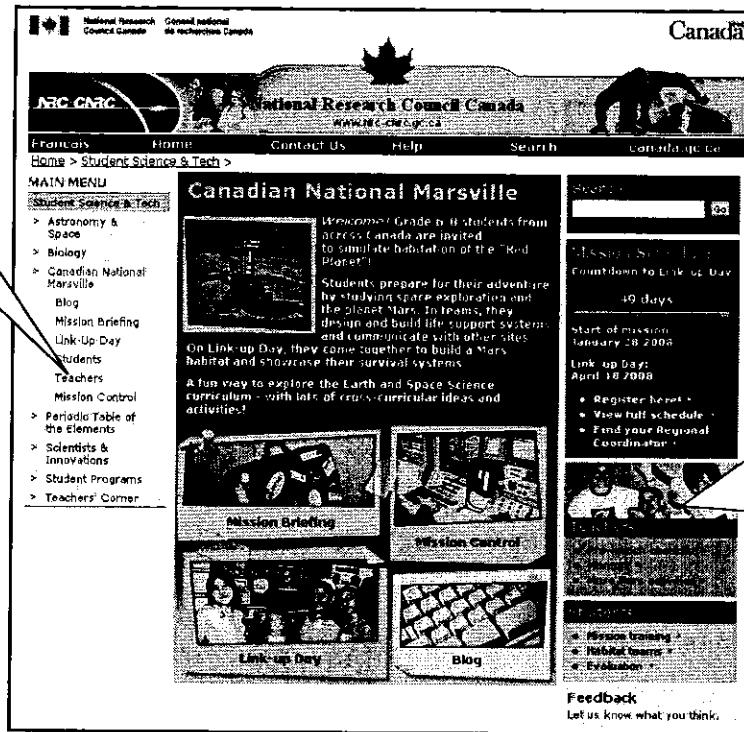 National Research Council Canada
Conseil national de recherches Canada
Canada
NRC-CNRC
National Research Council Canada
www.nrc-cnrc.gc.ca
Francais Home Contact Us Help Search canada.gc.ca
Home > Student Science & Tech >
MAIN MENU
Student Science & Tech
> Astronomy &
Space
> Biology
> Canadian National
Marsville
Blog
Mission Briefing
Link-Up Day
Students
Teachers
Mission Control
> Periodic Table of
the Elements
> Scientists &
Innovations
> Student Programs
> Teachers' Corner
Canadian National Marsville
Welcome! Grade 6-8 students from
across Canada are invited
to simulate habitation of the "Red
Planet"!
Students prepare for their adventure
by studying space exploration and
the planet Mars. In teams, they
design and build life support systems
and communicate with other sites.
On Link-up Day, they come together to build a Mars
habitat and showcase their survival systems.
A fun way to explore the Earth and Space Science
curriculum - with lots of cross-curricular ideas and
activities!
Mission Briefing
Mission Control
Link-up Day
Blog
Search
Go
Countdown to Link-up Day
49 days
Start of mission
January 28 2008
Link-up Day:
April 18 2008
• Register here!
• View full schedule
• Find your Regional
Coordinator
• Mission training
• Habitat teams
• Evaluation
Feedback
Let us know what you think.